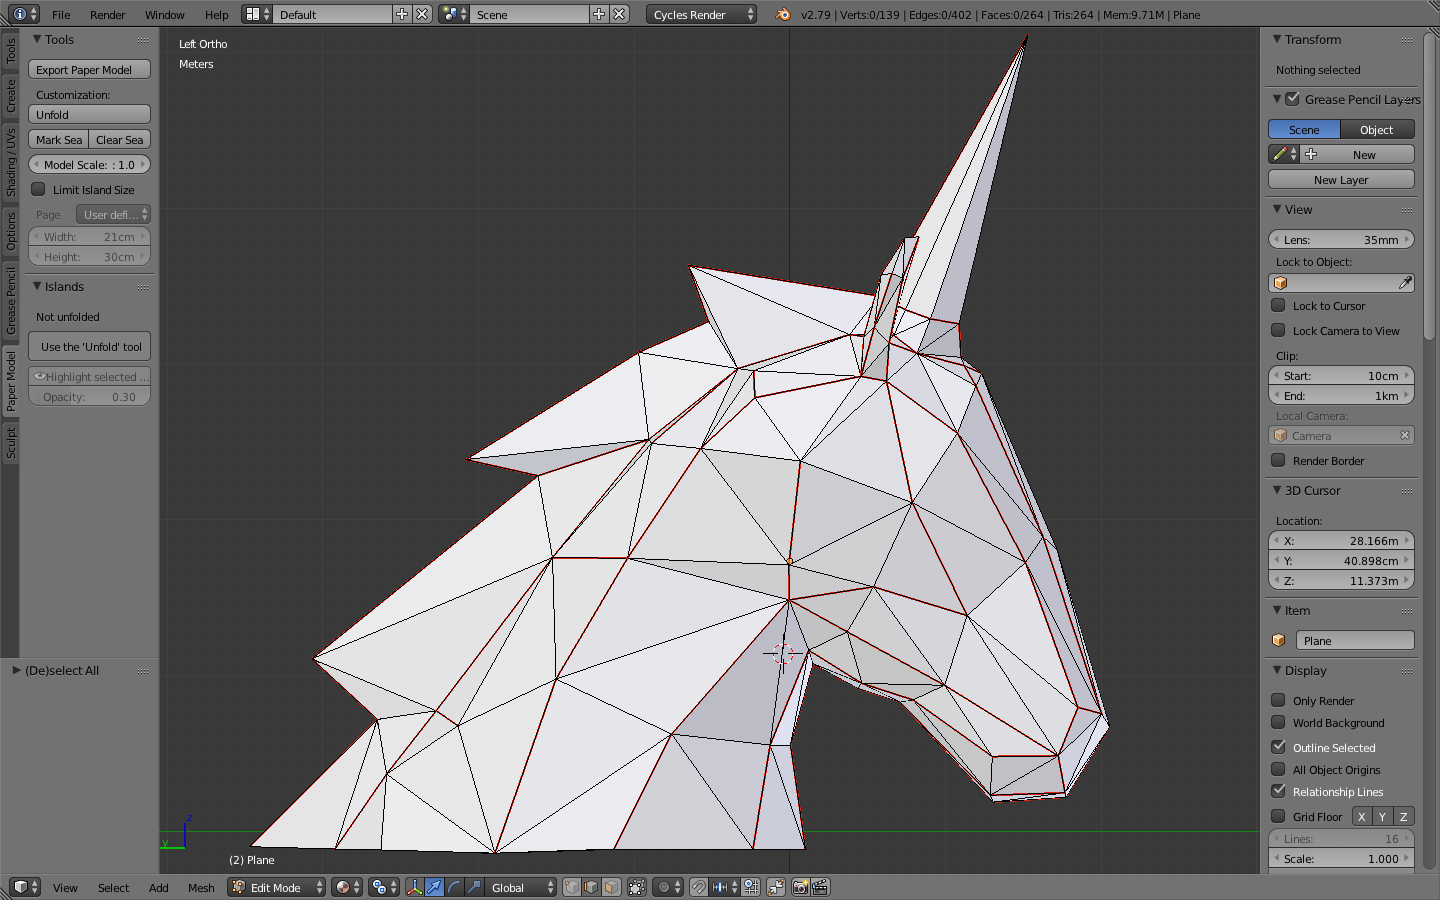 File Render Window Help Default Scene Cycles Render v2.79 | Verts:0/139 | Edges:0/402 | Faces:0/264 | Tris:264 | Mem:9.71M | Plane
Tools
Export Paper Model
Customization:
Unfold
Mark Sea Clear Sea
Model Scale: : 1.0
Limit Island Size
Page User defi...
Width: 21cm
Height: 30cm
Islands
Not unfolded
Use the 'Unfold' tool
Highlight selected ...
Opacity: 0.30
(De)select All
Tools
Create
Shading / UVs
Options
Grease Pencil
Paper Model
Sculpt
Left Ortho
Meters
z
y
(2) Plane
Transform
Nothing selected
Grease Pencil Layers
Scene Object
New
New Layer
View
Lens: 35mm
Lock to Object:
Lock to Cursor
Lock Camera to View
Clip:
Start: 10cm
End: 1km
Local Camera:
Camera
Render Border
3D Cursor
Location:
X: 28.166m
Y: 40.898cm
Z: 11.373m
Item
Plane
Display
Only Render
World Background
Outline Selected
All Object Origins
Relationship Lines
Grid Floor X Y Z
Lines: 16
Scale: 1.000
View Select Add Mesh Edit Mode Global